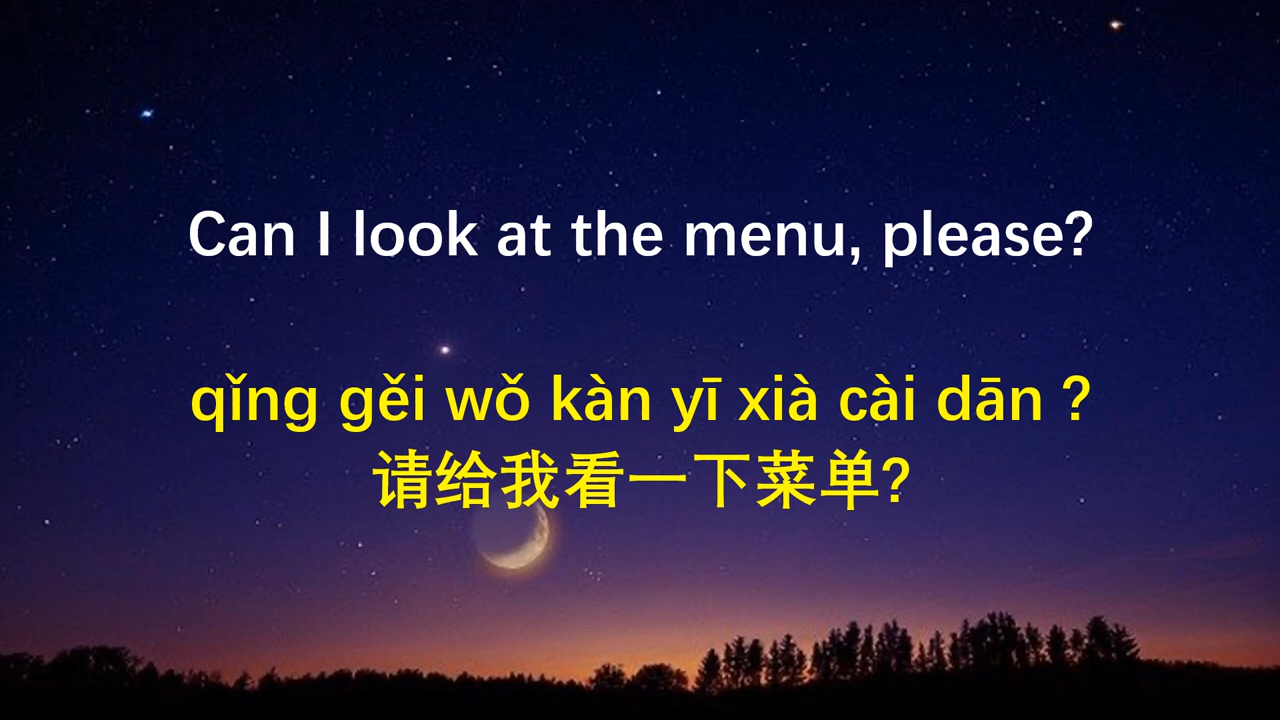 Can I look at the menu, please?
qǐng gěi wǒ kàn yī xià cài dān ?
请给我看一下菜单?